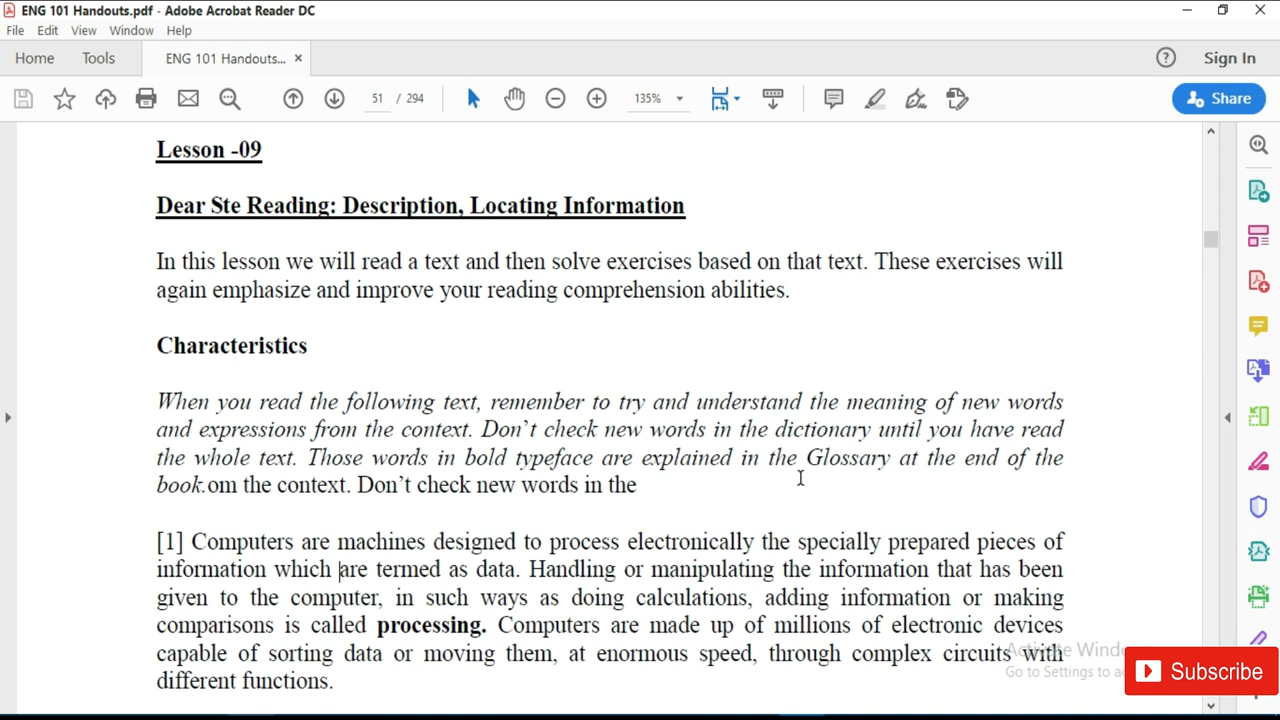 ENG 101 Handouts.pdf - Adobe Acrobat Reader DC
File Edit View Window Help
Home Tools ENG 101 Handouts... × Sign In
51 / 294 135% Share
Lesson -09
Dear Ste Reading: Description, Locating Information
In this lesson we will read a text and then solve exercises based on that text. These exercises will
again emphasize and improve your reading comprehension abilities.
Characteristics
When you read the following text, remember to try and understand the meaning of new words
and expressions from the context. Don't check new words in the dictionary until you have read
the whole text. Those words in bold typeface are explained in the Glossary at the end of the
book.om the context. Don't check new words in the
[1] Computers are machines designed to process electronically the specially prepared pieces of
information which are termed as data. Handling or manipulating the information that has been
given to the computer, in such ways as doing calculations, adding information or making
comparisons is called processing. Computers are made up of millions of electronic devices
capable of sorting data or moving them, at enormous speed, through complex circuits with
different functions.
Activate Windo
Go to Settings to a
Subscribe